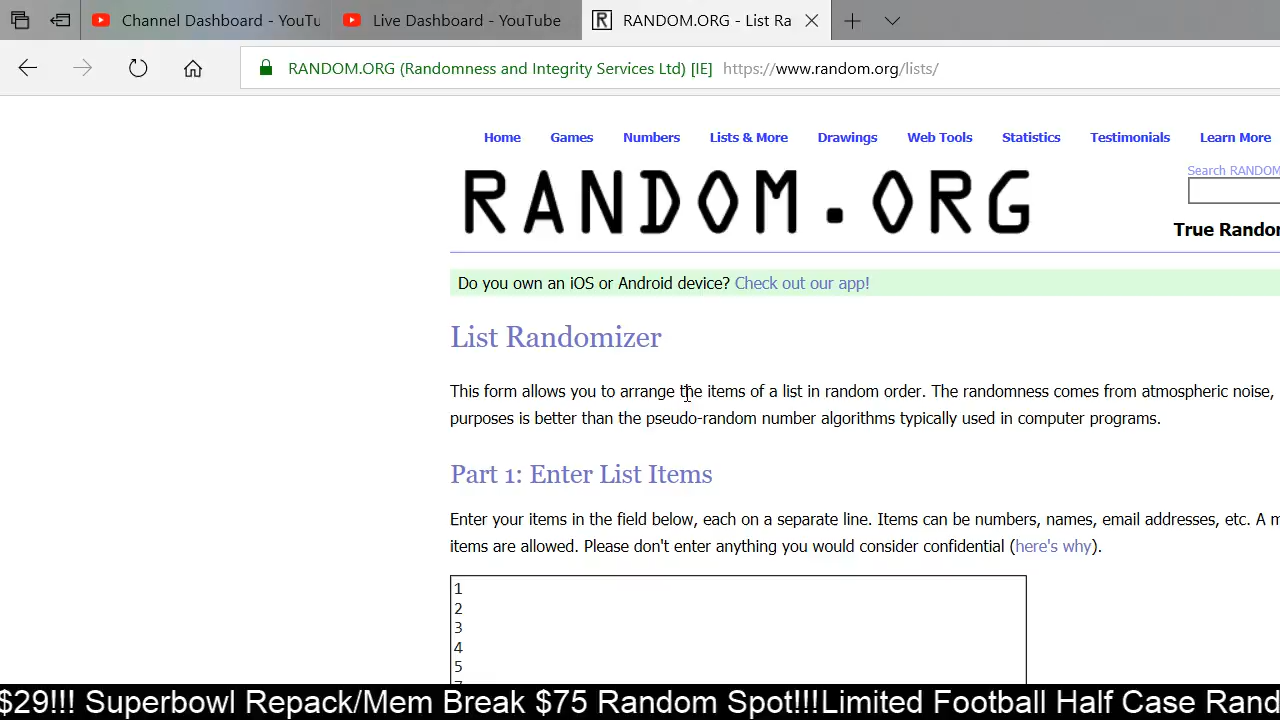 Channel Dashboard - YouTu
Live Dashboard - YouTube
RANDOM.ORG - List Ra
RANDOM.ORG (Randomness and Integrity Services Ltd) [IE] https://www.random.org/lists/
Home Games Numbers Lists & More Drawings Web Tools Statistics Testimonials Learn More
RANDOM.ORG
Search RANDOM
True Rando
Do you own an iOS or Android device? Check out our app!
List Randomizer
This form allows you to arrange the items of a list in random order. The randomness comes from atmospheric noise,
purposes is better than the pseudo-random number algorithms typically used in computer programs.
Part 1: Enter List Items
Enter your items in the field below, each on a separate line. Items can be numbers, names, email addresses, etc. A m
items are allowed. Please don't enter anything you would consider confidential (here's why).
1
2
3
4
5
$29!!! Superbowl Repack/Mem Break $75 Random Spot!!!Limited Football Half Case Rand